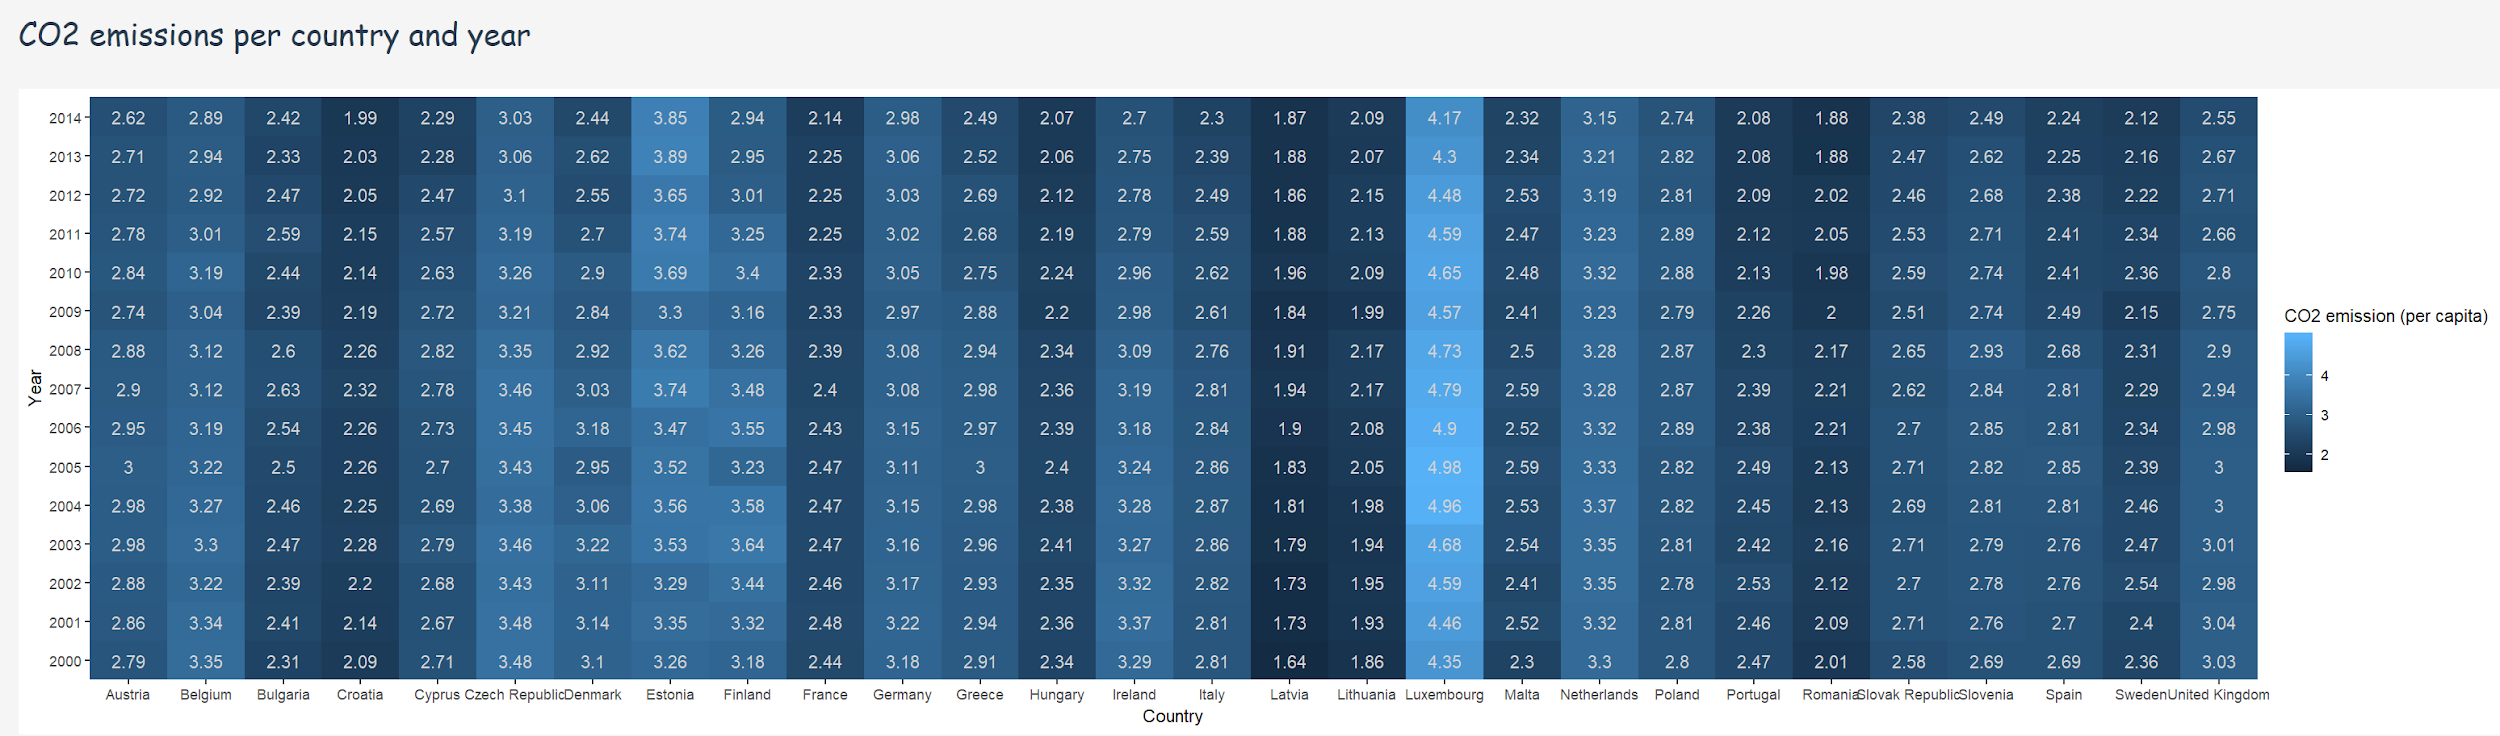 CO2 emissions per country and year
2014 2.62 2.89 2.42 1.99 2.29 3.03 2.44 3.85 2.94 2.14 2.98 2.49 2.07 2.7 2.3 1.87 2.09 4.17 2.32 3.15 2.74 2.08 1.88 2.38 2.49 2.24 2.12 2.55
2013 2.71 2.94 2.33 2.03 2.28 3.06 2.62 3.89 2.95 2.25 3.06 2.52 2.06 2.75 2.39 1.88 2.07 4.3 2.34 3.21 2.82 2.08 1.88 2.47 2.62 2.25 2.16 2.67
2012 2.72 2.92 2.47 2.05 2.47 3.1 2.55 3.65 3.01 2.25 3.03 2.69 2.12 2.78 2.49 1.86 2.15 4.48 2.53 3.19 2.81 2.09 2.02 2.46 2.68 2.38 2.22 2.71
2011 2.78 3.01 2.59 2.15 2.57 3.19 2.7 3.74 3.25 2.25 3.02 2.68 2.19 2.79 2.59 1.88 2.13 4.59 2.47 3.23 2.89 2.12 2.05 2.53 2.71 2.41 2.34 2.66
2010 2.84 3.19 2.44 2.14 2.63 3.26 2.9 3.69 3.4 2.33 3.05 2.75 2.24 2.96 2.62 1.96 2.09 4.65 2.48 3.32 2.88 2.13 1.98 2.59 2.74 2.41 2.36 2.8
2009 2.74 3.04 2.39 2.19 2.72 3.21 2.84 3.3 3.16 2.33 2.97 2.88 2.2 2.98 2.61 1.84 1.99 4.57 2.41 3.23 2.79 2.26 2 2.51 2.74 2.49 2.15 2.75
2008 2.88 3.12 2.6 2.26 2.82 3.35 2.92 3.62 3.26 2.39 3.08 2.94 2.34 3.09 2.76 1.91 2.17 4.73 2.5 3.28 2.87 2.3 2.17 2.65 2.93 2.68 2.31 2.9
2007 2.9 3.12 2.63 2.32 2.78 3.46 3.03 3.74 3.48 2.4 3.08 2.98 2.36 3.19 2.81 1.94 2.17 4.79 2.59 3.28 2.87 2.39 2.21 2.62 2.84 2.81 2.29 2.94
2006 2.95 3.19 2.54 2.26 2.73 3.45 3.18 3.47 3.55 2.43 3.15 2.97 2.39 3.18 2.84 1.9 2.08 4.9 2.52 3.32 2.89 2.38 2.21 2.7 2.85 2.81 2.34 2.98
2005 3 3.22 2.5 2.26 2.7 3.43 2.95 3.52 3.23 2.47 3.11 3 2.4 3.24 2.86 1.83 2.05 4.98 2.59 3.33 2.82 2.49 2.13 2.71 2.82 2.85 2.39 3
2004 2.98 3.27 2.46 2.25 2.69 3.38 3.06 3.56 3.58 2.47 3.15 2.98 2.38 3.28 2.87 1.81 1.98 4.96 2.53 3.37 2.82 2.45 2.13 2.69 2.81 2.81 2.46 3
2003 2.98 3.3 2.47 2.28 2.79 3.46 3.22 3.53 3.64 2.47 3.16 2.96 2.41 3.27 2.86 1.79 1.94 4.68 2.54 3.35 2.81 2.42 2.16 2.71 2.79 2.76 2.47 3.01
2002 2.88 3.22 2.39 2.2 2.68 3.43 3.11 3.29 3.44 2.46 3.17 2.93 2.35 3.32 2.82 1.73 1.95 4.59 2.41 3.35 2.78 2.53 2.12 2.7 2.78 2.76 2.54 2.98
2001 2.86 3.34 2.41 2.14 2.67 3.48 3.14 3.35 3.32 2.48 3.22 2.94 2.36 3.37 2.81 1.73 1.93 4.46 2.52 3.32 2.81 2.46 2.09 2.71 2.76 2.7 2.4 3.04
2000 2.79 3.35 2.31 2.09 2.71 3.48 3.1 3.26 3.18 2.44 3.18 2.91 2.34 3.29 2.81 1.64 1.86 4.35 2.3 3.3 2.8 2.47 2.01 2.58 2.69 2.69 2.36 3.03
Austria Belgium Bulgaria Croatia Cyprus Czech Republic Denmark Estonia Finland France Germany Greece Hungary Ireland Italy Latvia Lithuania Luxembourg Malta Netherlands Poland Portugal Romania Slovak Republic Slovenia Spain Sweden United Kingdom
Country
Year
CO2 emission (per capita)
4
3
2